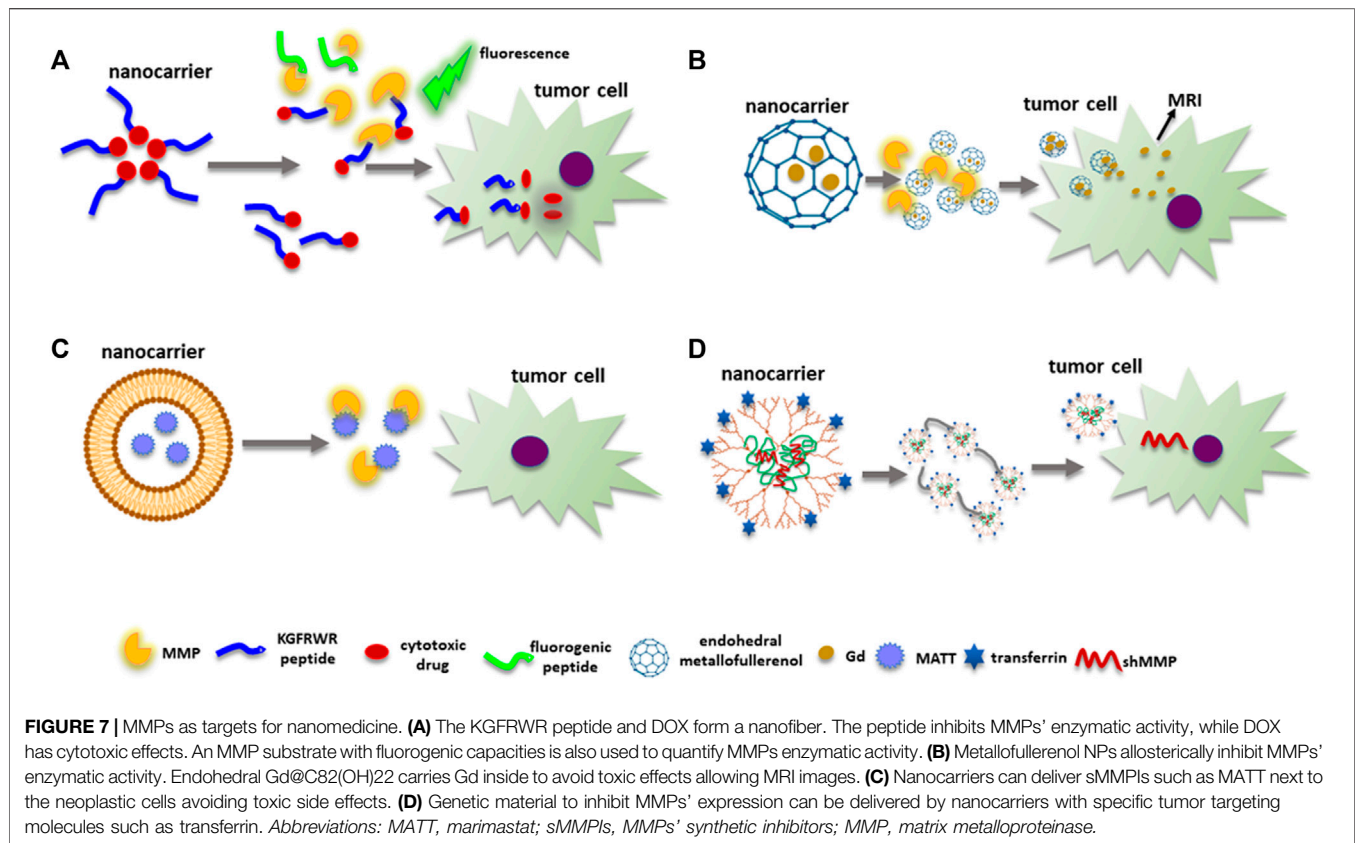 A
nanocarrier
fluorescence
tumor cell
B
nanocarrier
tumor cell
MRI
C
nanocarrier
tumor cell
D
nanocarrier
tumor cell
MMP
KGFRWR
peptide
cytotoxic
drug
fluorogenic
peptide
endohedral
metallofullerenol
Gd
MATT
transferrin
shMMP
FIGURE 7 | MMPs as targets for nanomedicine. (A) The KGFRWR peptide and DOX form a nanofiber. The peptide inhibits MMPs' enzymatic activity, while DOX
has cytotoxic effects. An MMP substrate with fluorogenic capacities is also used to quantify MMPs enzymatic activity. (B) Metallofullerenol NPs allosterically inhibit MMPs'
enzymatic activity. Endohedral Gd@C82(OH)22 carries Gd inside to avoid toxic effects allowing MRI images. (C) Nanocarriers can deliver sMMPIs such as MATT next to
the neoplastic cells avoiding toxic side effects. (D) Genetic material to inhibit MMPs' expression can be delivered by nanocarriers with specific tumor targeting
molecules such as transferrin. Abbreviations: MATT, marimastat; sMMPIs, MMPs' synthetic inhibitors; MMP, matrix metalloproteinase.